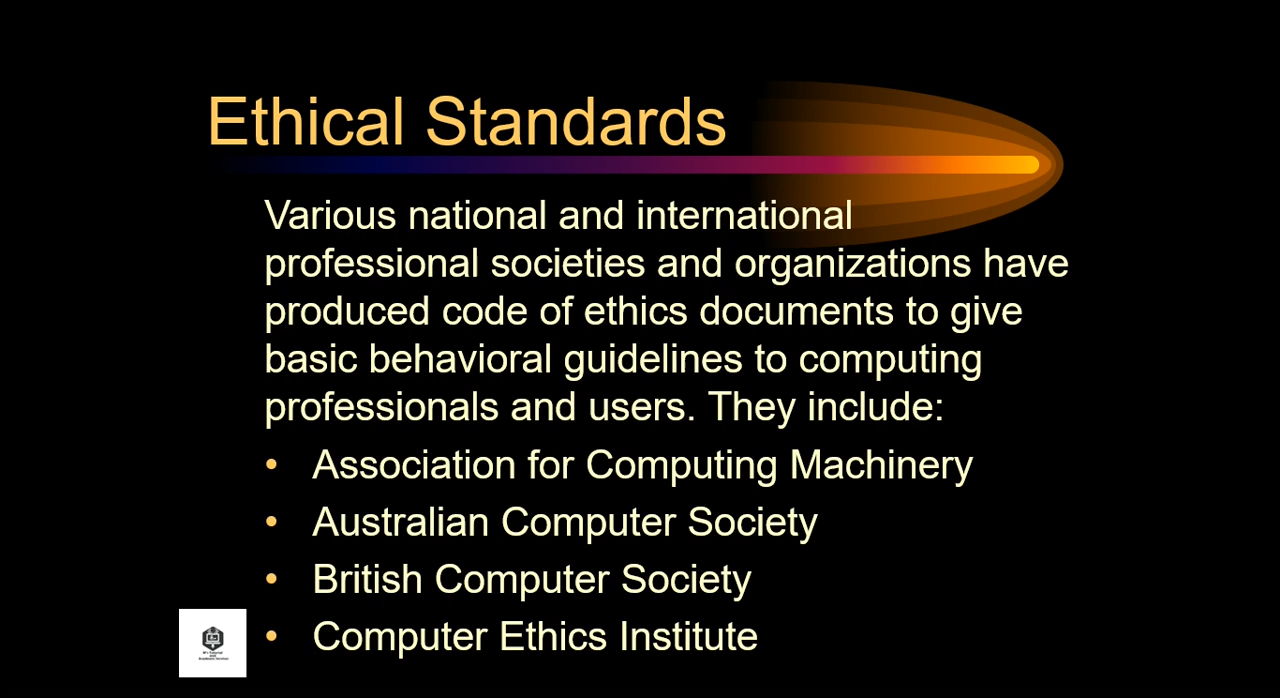 Ethical Standards
Various national and international
professional societies and organizations have
produced code of ethics documents to give
basic behavioral guidelines to computing
professionals and users. They include:
• Association for Computing Machinery
• Australian Computer Society
• British Computer Society
• Computer Ethics Institute